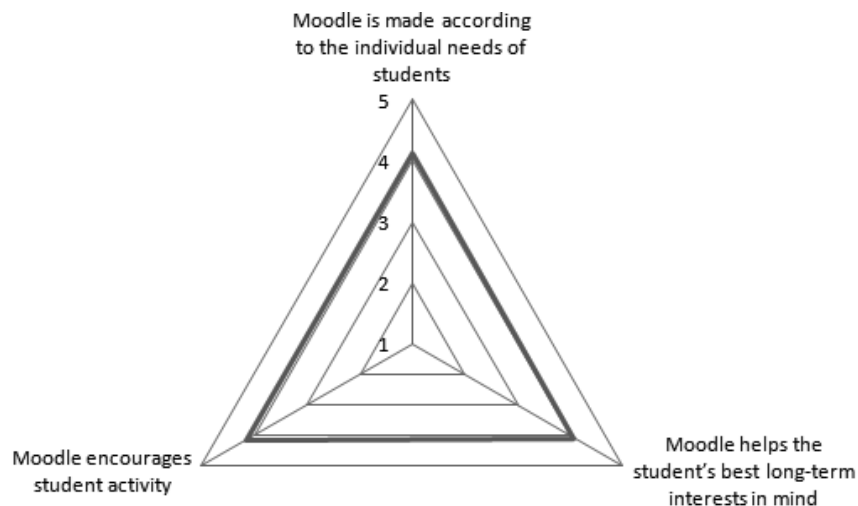 Moodle is made according
to the individual needs of
students
5
4
3
2
1
Moodle encourages
student activity
Moodle helps the
student's best long-term
interests in mind